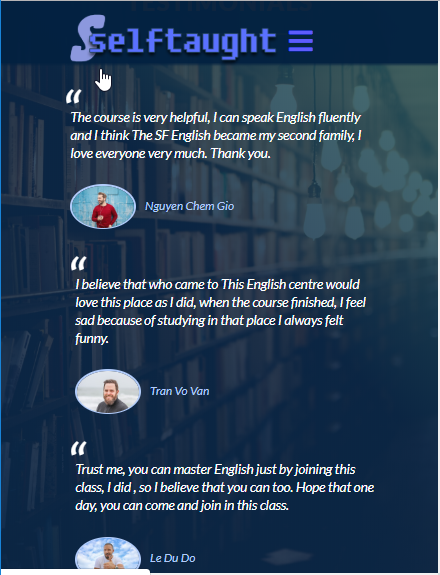 TESTIMONIALS
Sselftaught
“
The course is very helpful, I can speak English fluently
and I think The SF English became my second family, I
love everyone very much. Thank you.
Nguyen Chem Gio
“
I believe that who came to This English centre would
love this place as I did, when the course finished, I feel
sad because of studying in that place I always felt
funny.
Tran Vo Van
“
Trust me, you can master English just by joining this
class, I did , so I believe that you can too. Hope that one
day, you can come and join in this class.
Le Du Do